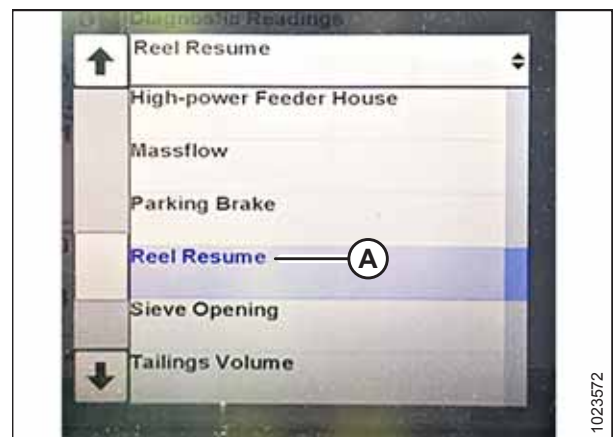 Diagnostic Readings
Reel Resume
High-power Feeder House
Massflow
Parking Brake
Reel Resume
A
Sieve Opening
Tailings Volume
1023572